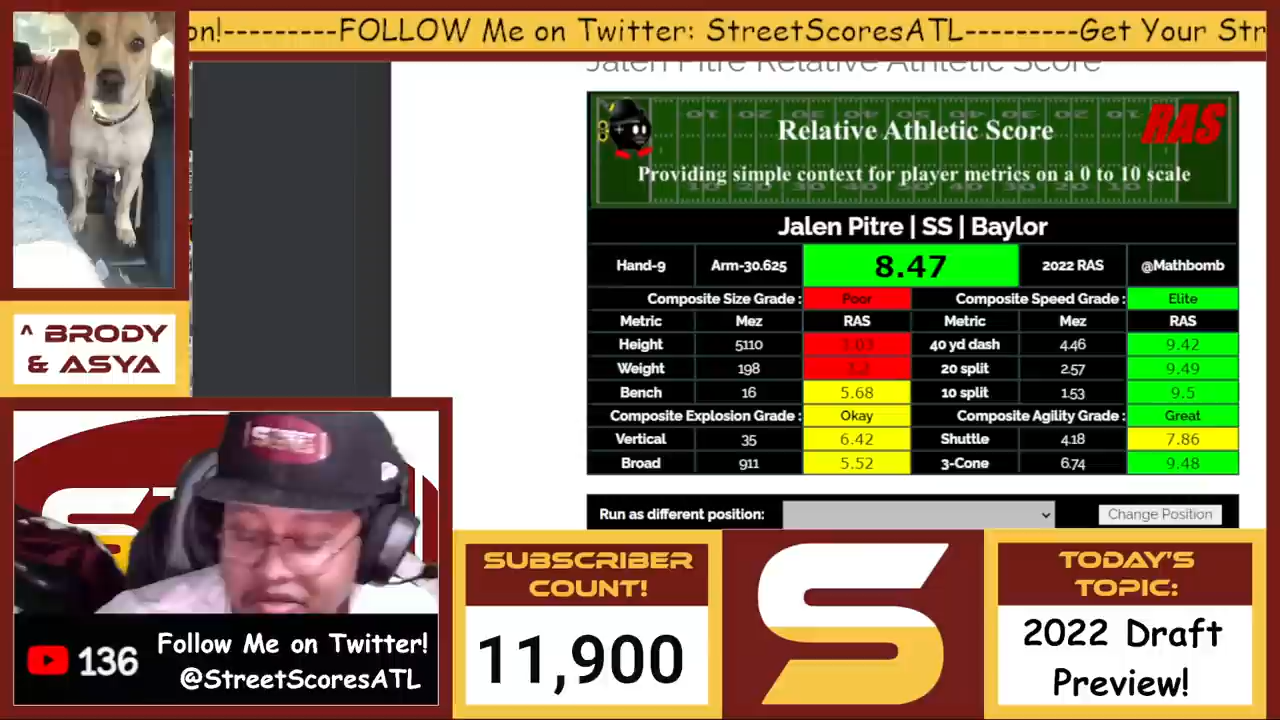 on!---------FOLLOW Me on Twitter: StreetScoresATL---------Get Your Str
Jalen Pitre Relative Athletic Score
Relative Athletic Score
RAS
Providing simple context for player metrics on a 0 to 10 scale
Jalen Pitre | SS | Baylor
Hand-9 Arm-30.625 8.47 2022 RAS @Mathbomb
Composite Size Grade : Poor Composite Speed Grade : Elite
Metric Mez RAS Metric Mez RAS
Height 5110 40 yd dash 4.46 9.42
Weight 198 20 split 2.57 9.49
Bench 16 5.68 10 split 1.53 9.5
Composite Explosion Grade : Okay Composite Agility Grade : Great
Vertical 35 6.42 Shuttle 4.18 7.86
Broad 911 5.52 3-Cone 6.74 9.48
Run as different position: Change Position
^ BRODY
& ASYA
136
Follow Me on Twitter!
@StreetScoresATL
SUBSCRIBER
COUNT!
11,900
S
TODAY'S
TOPIC:
2022 Draft
Preview!